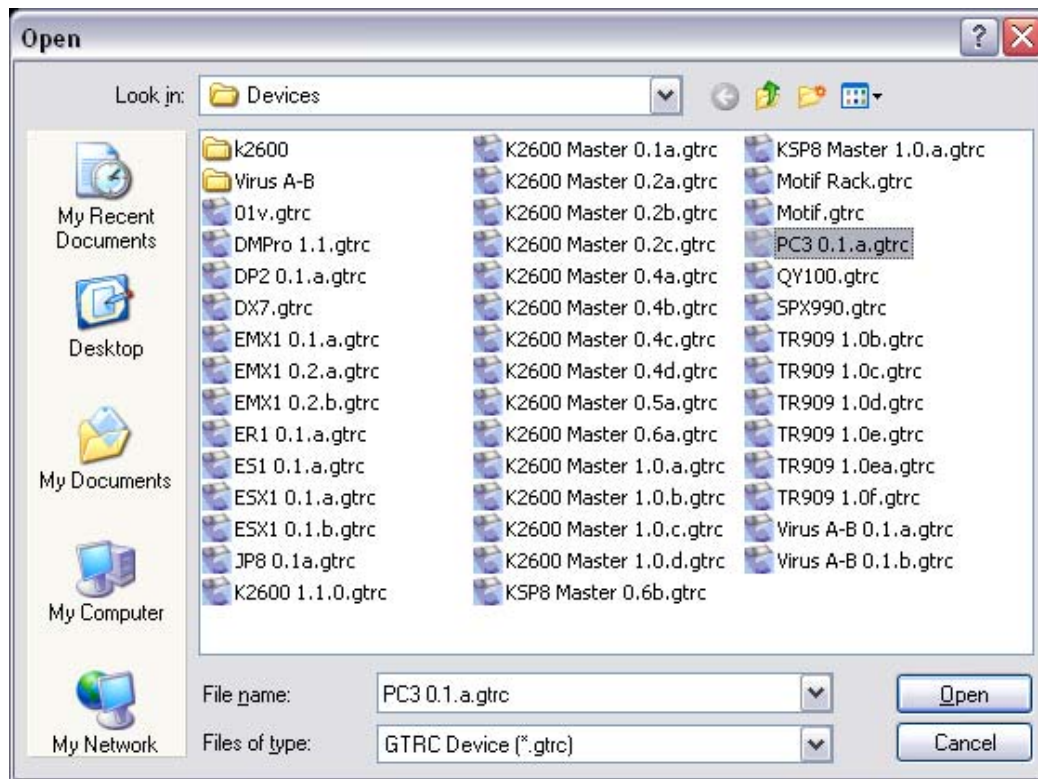 Open
Look in:
Devices
My Recent
Documents
Desktop
My Documents
My Computer
My Network
k2600
Virus A-B
01v.gtrc
DMPro 1.1.gtrc
DP2 0.1.a.gtrc
DX7.gtrc
EMX1 0.1.a.gtrc
EMX1 0.2.a.gtrc
EMX1 0.2.b.gtrc
ER1 0.1.a.gtrc
ES1 0.1.a.gtrc
ESX1 0.1.a.gtrc
ESX1 0.1.b.gtrc
JP8 0.1a.gtrc
K2600 1.1.0.gtrc
K2600 Master 0.1a.gtrc
K2600 Master 0.2a.gtrc
K2600 Master 0.2b.gtrc
K2600 Master 0.2c.gtrc
K2600 Master 0.4a.gtrc
K2600 Master 0.4b.gtrc
K2600 Master 0.4c.gtrc
K2600 Master 0.4d.gtrc
K2600 Master 0.5a.gtrc
K2600 Master 0.6a.gtrc
K2600 Master 1.0.a.gtrc
K2600 Master 1.0.b.gtrc
K2600 Master 1.0.c.gtrc
K2600 Master 1.0.d.gtrc
KSP8 Master 0.6b.gtrc
KSP8 Master 1.0.a.gtrc
Motif Rack.gtrc
Motif.gtrc
PC3 0.1.a.gtrc
QY100.gtrc
SPX990.gtrc
TR909 1.0b.gtrc
TR909 1.0c.gtrc
TR909 1.0d.gtrc
TR909 1.0e.gtrc
TR909 1.0ea.gtrc
TR909 1.0f.gtrc
Virus A-B 0.1.a.gtrc
Virus A-B 0.1.b.gtrc
File name:
PC3 0.1.a.gtrc
Open
Files of type:
GTRC Device (*.gtrc)
Cancel